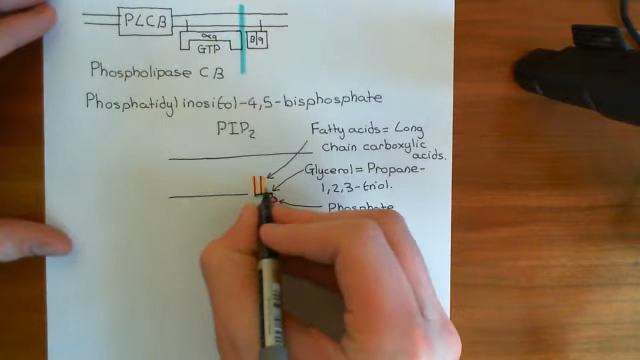 PLCβ
αq
GTP
β|γ
Phospholipase Cβ
Phosphatidylinositol-4,5-bisphosphate
PIP2
Fatty acids = Long
chain carboxylic
acids.
Glycerol = Propane-
1,2,3-triol.
Phosphate